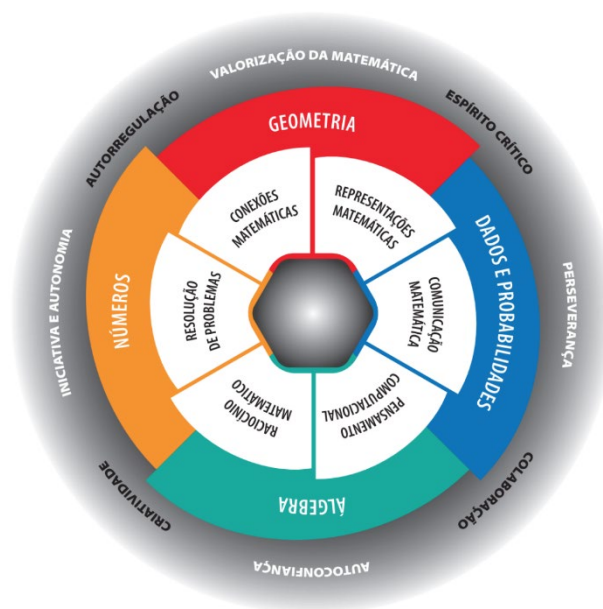 VALORIZAÇÃO DA MATEMÁTICA
ESPÍRITO CRÍTICO
PERSEVERANÇA
COLABORAÇÃO
AUTOCONFIANÇA
CRIATIVIDADE
INICIATIVA E AUTONOMIA
AUTORREGULAÇÃO
GEOMETRIA
DADOS E PROBABILIDADES
ÁLGEBRA
NÚMEROS
CONEXÕES
MATEMÁTICAS
REPRESENTAÇÕES
MATEMÁTICAS
COMUNICAÇÃO
MATEMÁTICA
PENSAMENTO
COMPUTACIONAL
RACIOCÍNIO
MATEMÁTICO
RESOLUÇÃO
DE PROBLEMAS